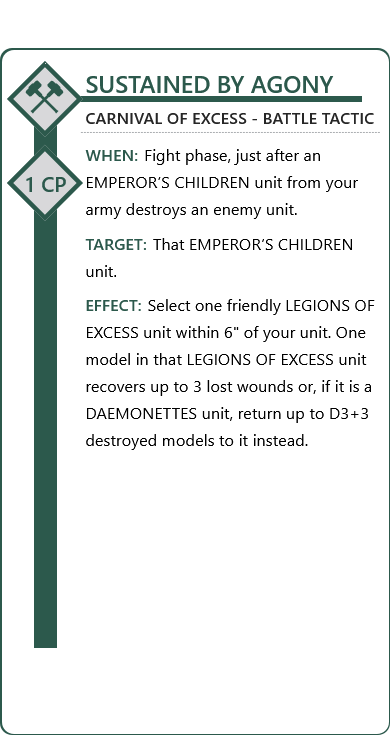 SUSTAINED BY AGONY
CARNIVAL OF EXCESS - BATTLE TACTIC
1 CP
WHEN: Fight phase, just after an
EMPEROR’S CHILDREN unit from your
army destroys an enemy unit.
TARGET: That EMPEROR’S CHILDREN
unit.
EFFECT: Select one friendly LEGIONS OF
EXCESS unit within 6" of your unit. One
model in that LEGIONS OF EXCESS unit
recovers up to 3 lost wounds or, if it is a
DAEMONETTES unit, return up to D3+3
destroyed models to it instead.